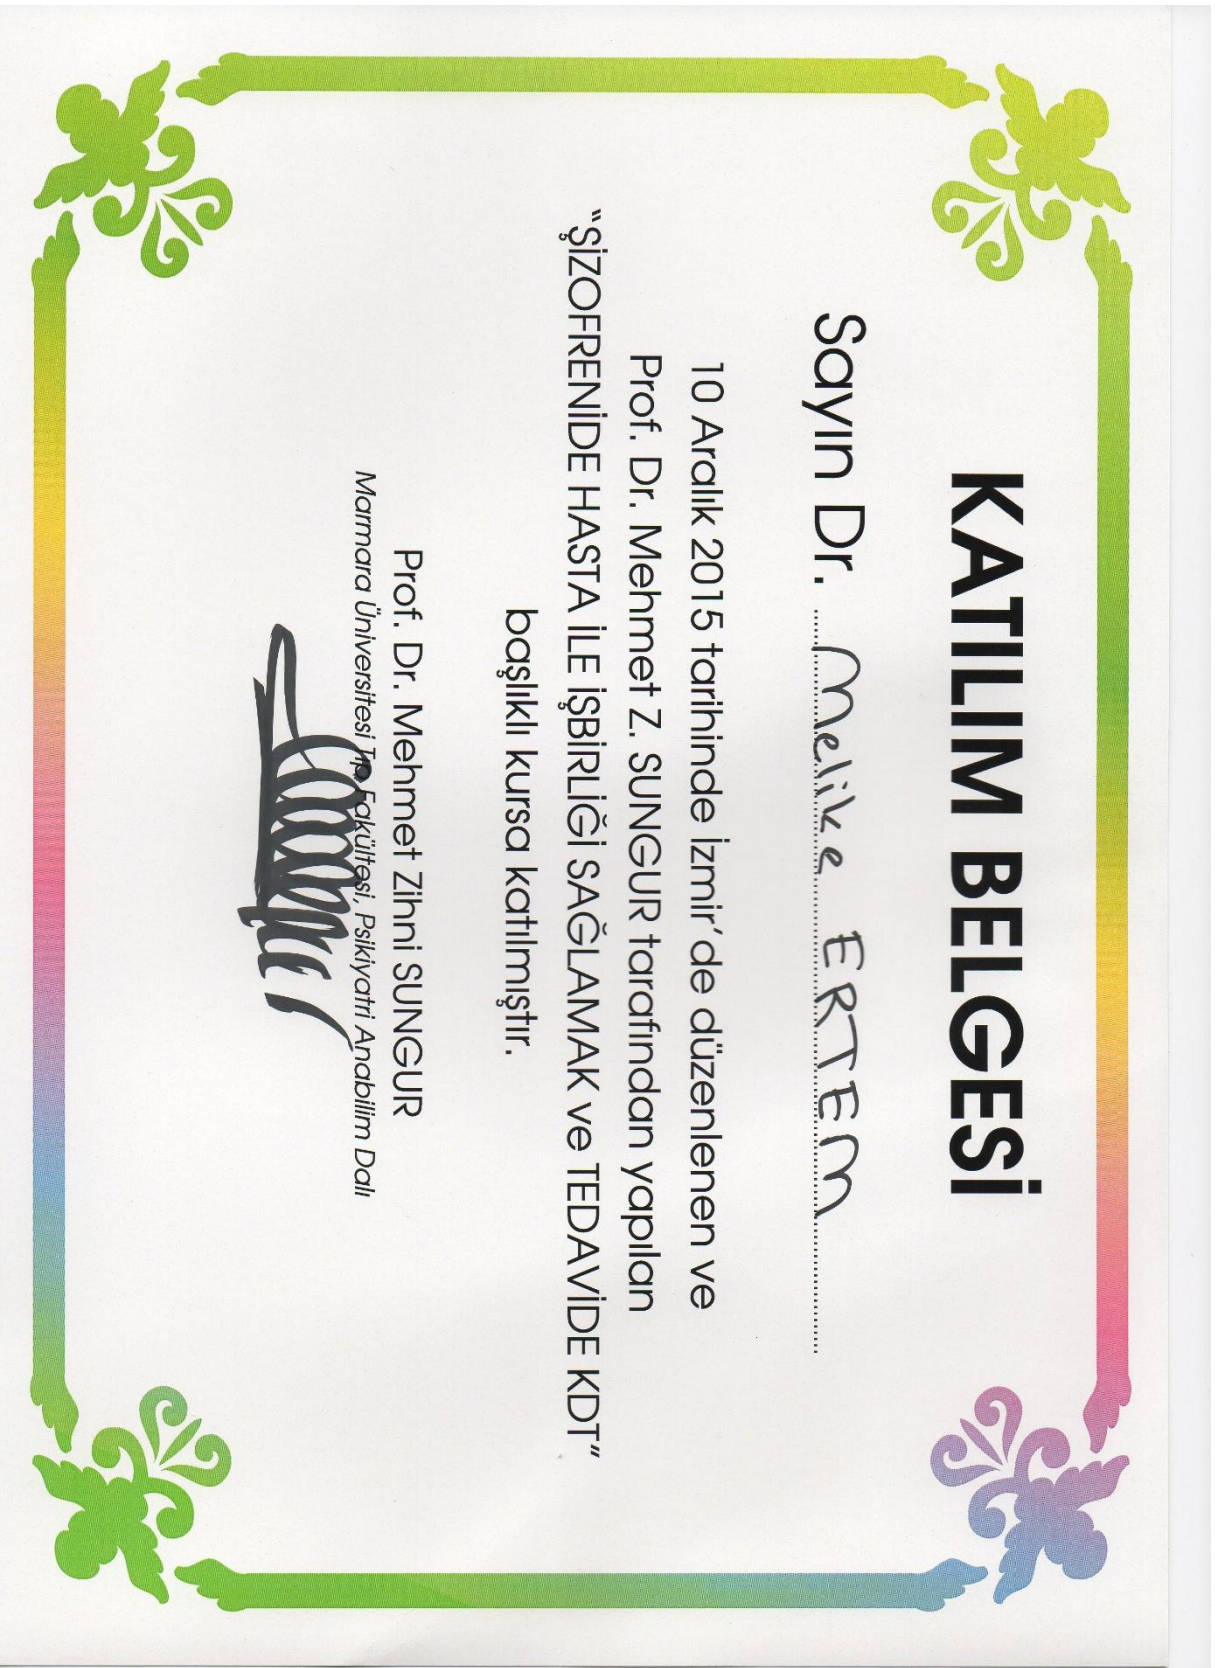 KATILIM BELGESİ
Sayın Dr. Melike ERTEM
10 Aralık 2015 tarihinde İzmir'de düzenlenen ve
Prof. Dr. Mehmet Z. SUNGUR tarafından yapılan
"ŞİZOFRENİDE HASTA İLE İŞBİRLİĞİ SAĞLAMAK ve TEDAVİDE KDT"
başlıklı kursa katılmıştır.
Prof. Dr. Mehmet Zihni SUNGUR
Marmara Üniversitesi Tıp Fakültesi, Psikiyatri Anabilim Dalı